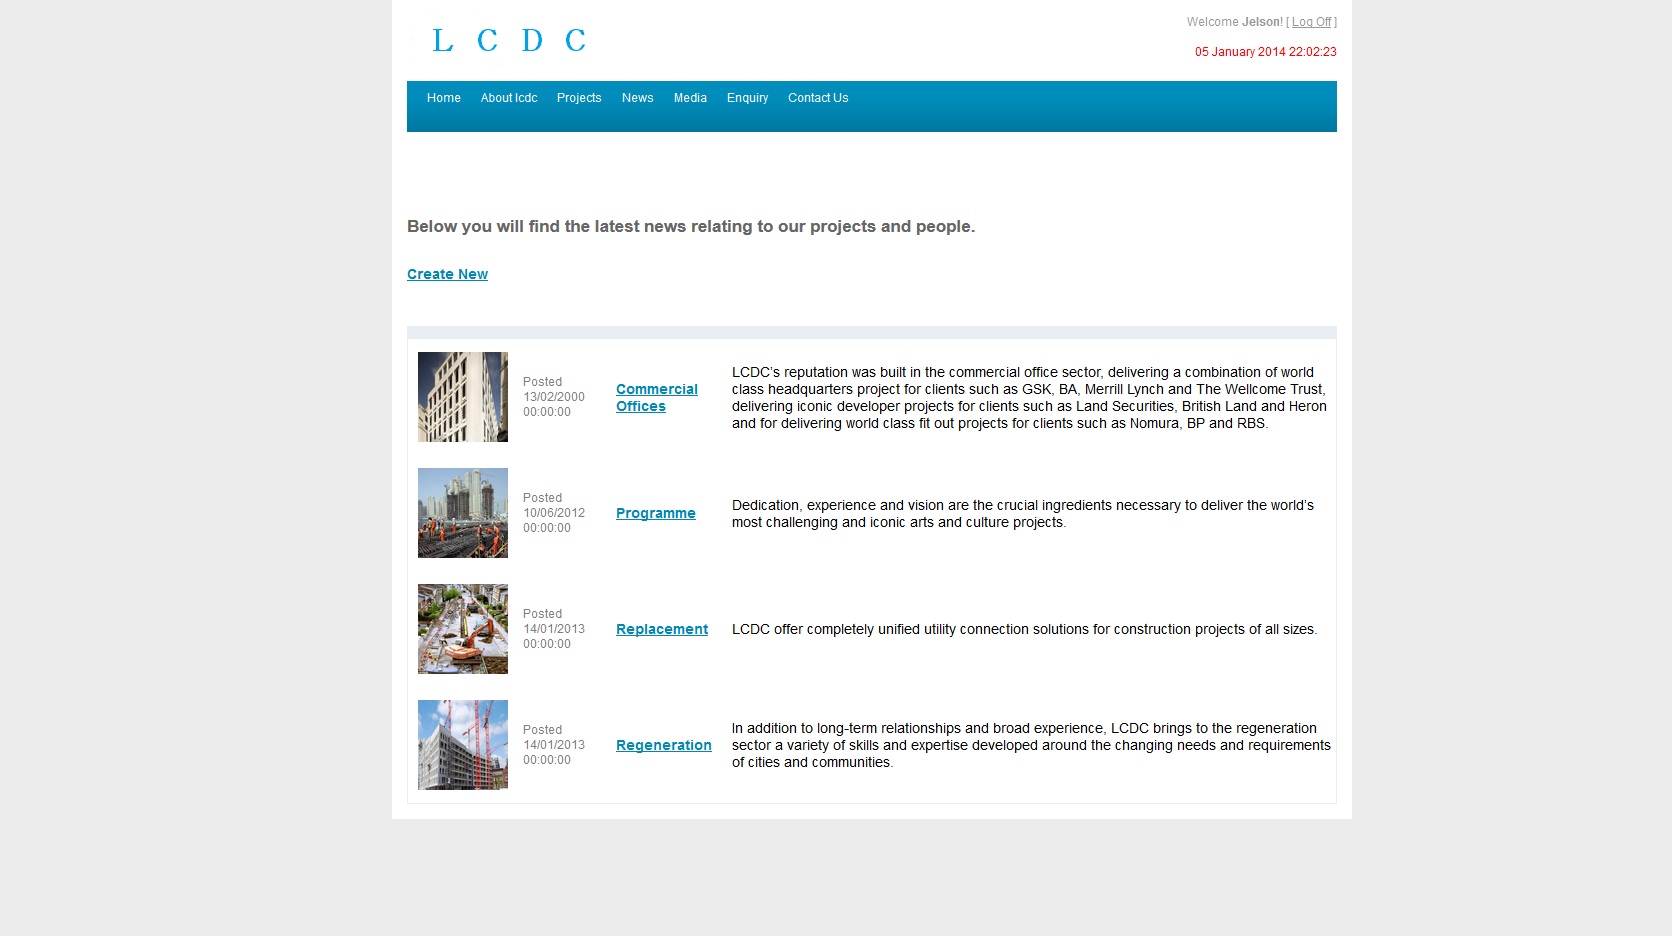 L C D C
Welcome Jelson! [ Log Off ]
05 January 2014 22:02:23
Home About lcdc Projects News Media Enquiry Contact Us
Below you will find the latest news relating to our projects and people.
Create New
Posted
13/02/2000
00:00:00
Commercial
Offices
LCDC’s reputation was built in the commercial office sector, delivering a combination of world
class headquarters project for clients such as GSK, BA, Merrill Lynch and The Wellcome Trust,
delivering iconic developer projects for clients such as Land Securities, British Land and Heron
and for delivering world class fit out projects for clients such as Nomura, BP and RBS.
Posted
10/06/2012
00:00:00
Programme
Dedication, experience and vision are the crucial ingredients necessary to deliver the world’s
most challenging and iconic arts and culture projects.
Posted
14/01/2013
00:00:00
Replacement
LCDC offer completely unified utility connection solutions for construction projects of all sizes.
Posted
14/01/2013
00:00:00
Regeneration
In addition to long-term relationships and broad experience, LCDC brings to the regeneration
sector a variety of skills and expertise developed around the changing needs and requirements
of cities and communities.